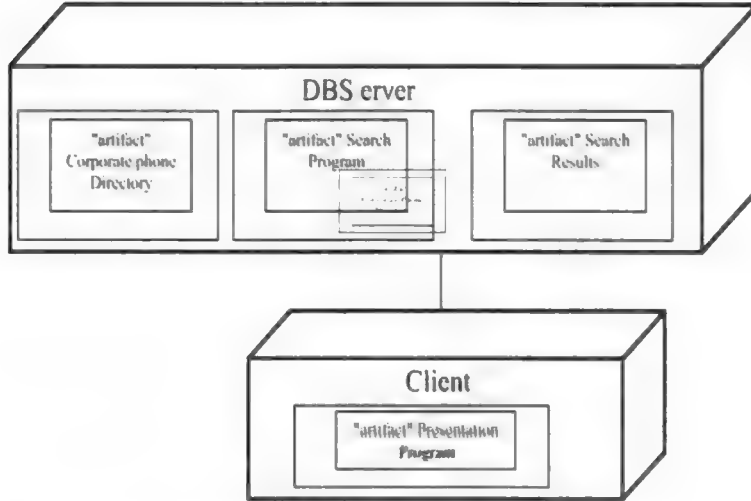 DBS erver
"artifact"
Corporate phone
Directory
"artifact" Search
Program
"artifact" Search
Results
Client
"artifact" Presentation
Program